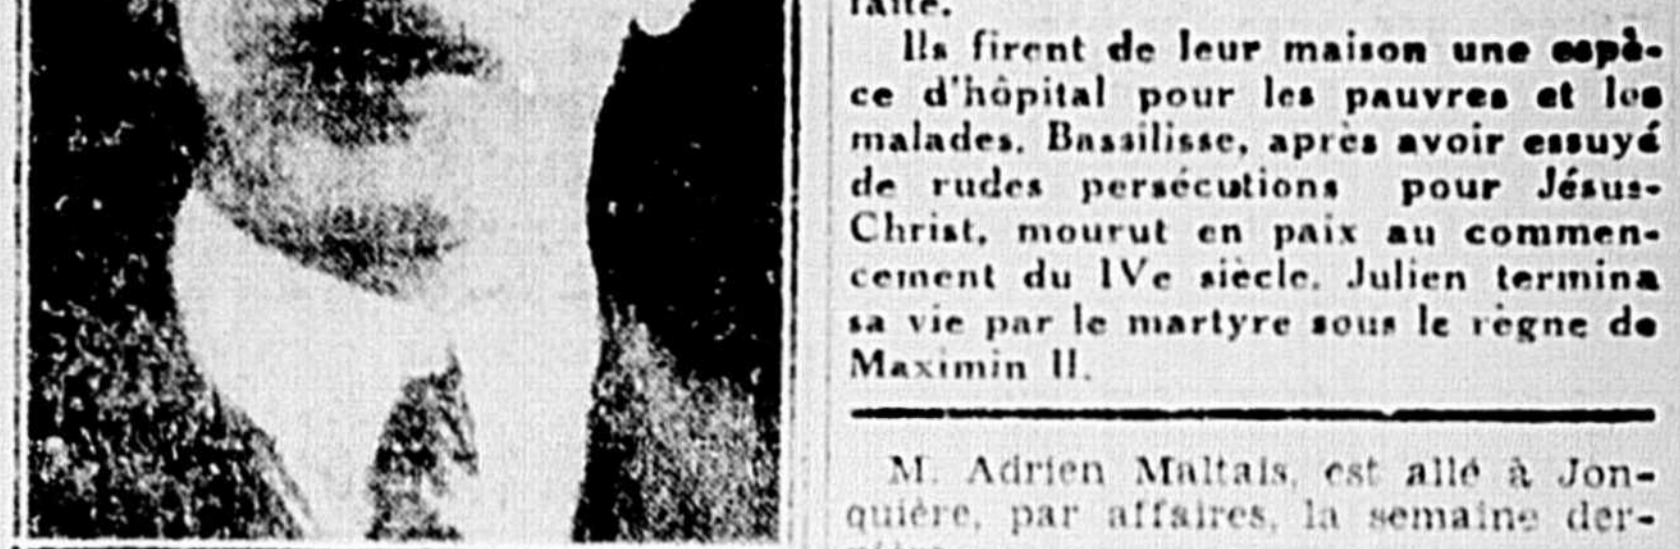 faite.
Ils firent de leur maison une espè-
ce d'hôpital pour les pauvres et les
malades. Bassilisse, après avoir essuyé
de rudes persécutions pour Jésus-
Christ, mourut en paix au commen-
cement du IVe siècle. Julien termina
sa vie par le martyre sous le règne de
Maximin II.
M. Adrien Maltais, est allé à Jon-
quière, par affaires, la semaine der-